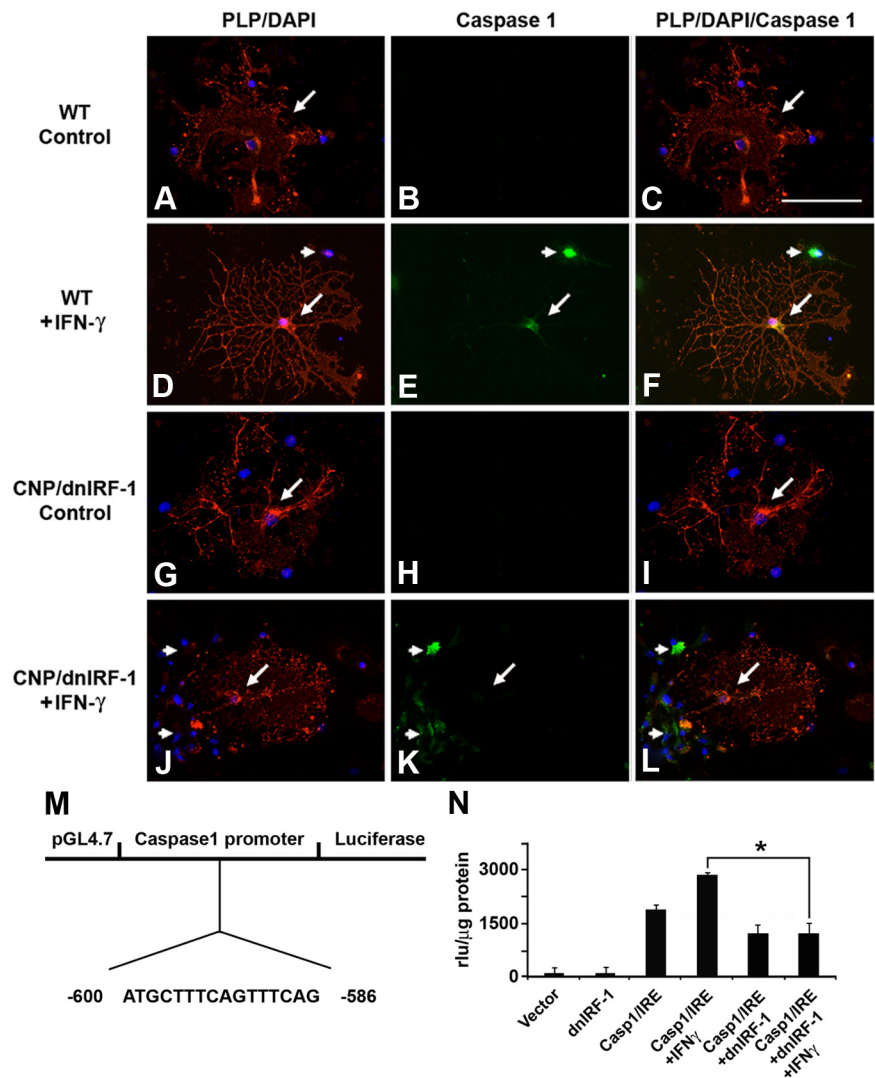 PLP/DAPI Caspase 1 PLP/DAPI/Caspase 1
WT
Control
A B C
WT
+IFN-γ
D E F
CNP/dnIRF-1
Control
G H I
CNP/dnIRF-1
+IFN-γ
J K L
M
pGL4.7 Caspase1 promoter Luciferase
-600 ATGCTTTCAGTTTCAG -586
N
rlu/µg protein
3000
1500
0
*
Vector
dnIRF-1
Casp1/IRE
Casp1/IRE
+IFNγ
Casp1/IRE
+dnIRF-1
Casp1/IRE
+dnIRF-1
+IFNγ